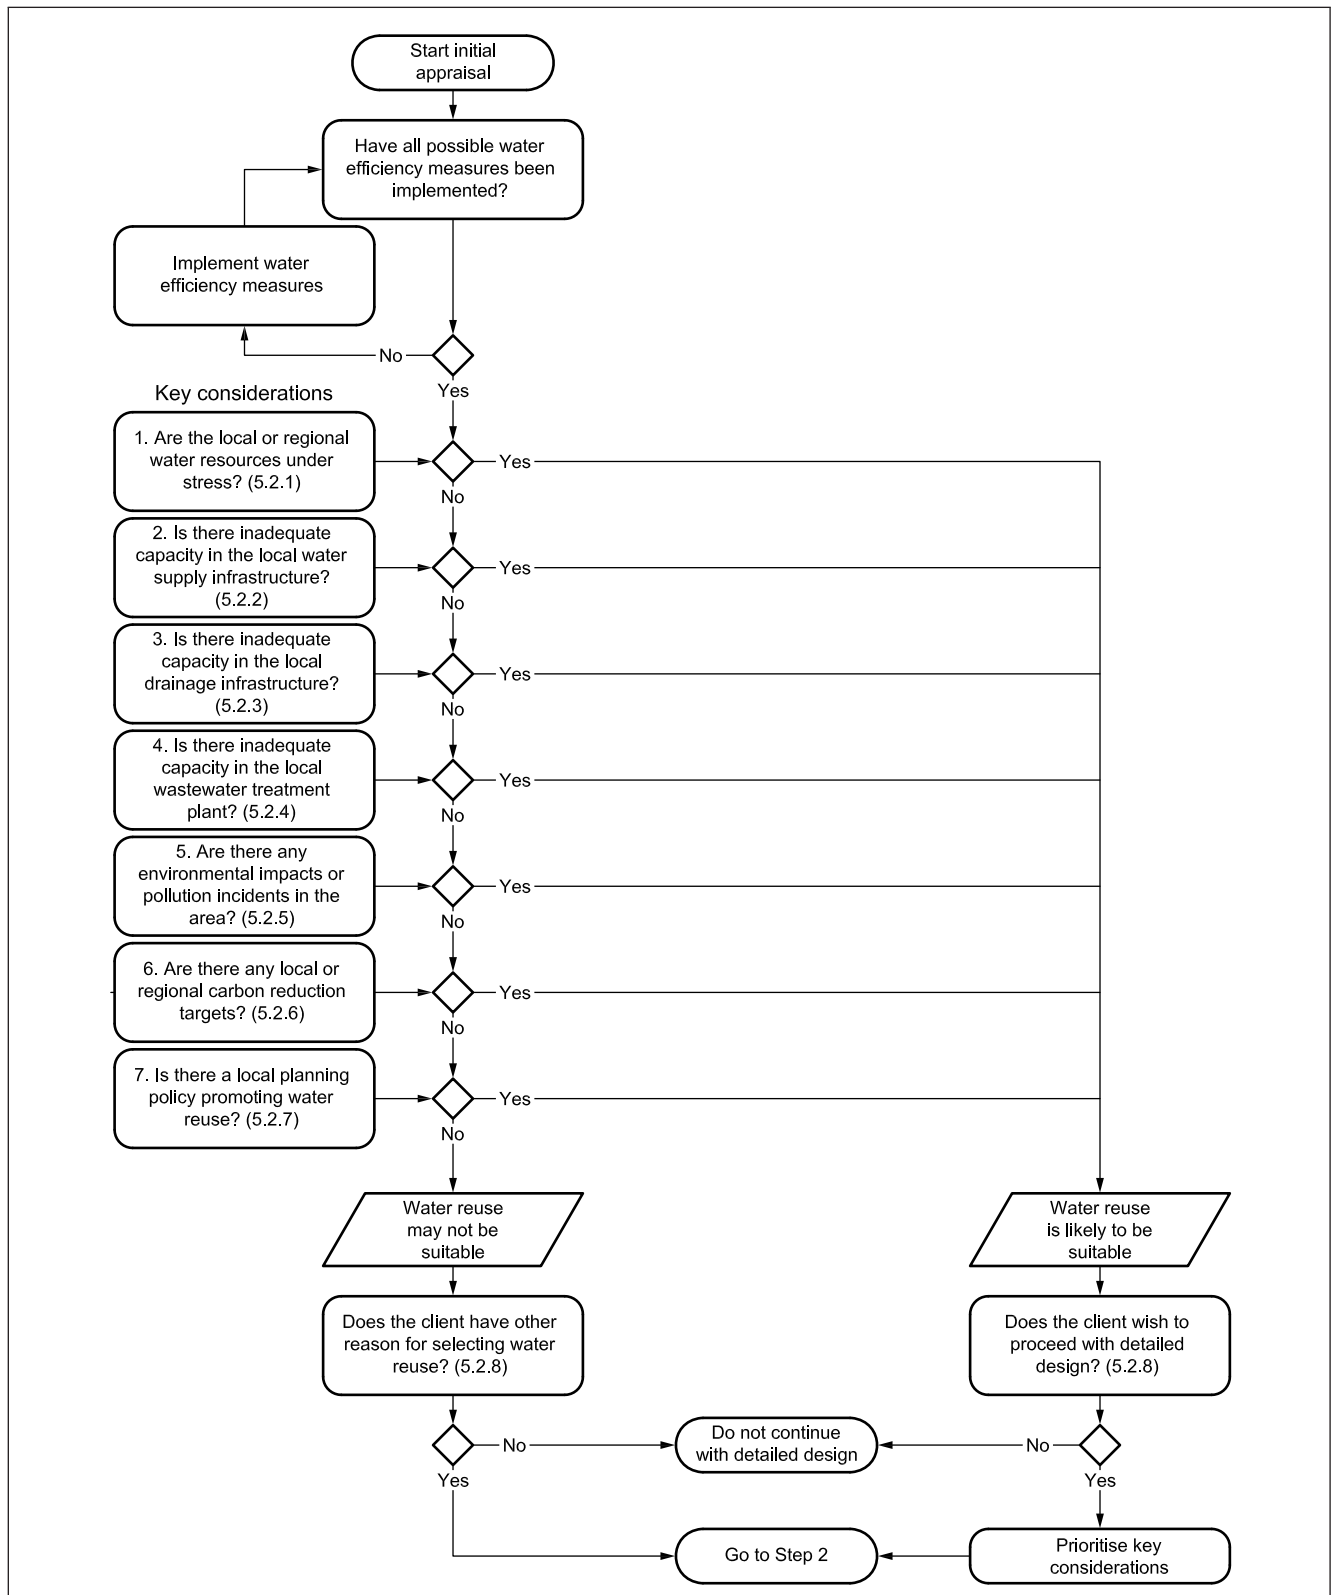 Start initial
appraisal
Have all possible water
efficiency measures been
implemented?
Implement water
efficiency measures
No
Yes
Key considerations
1. Are the local or regional
water resources under
stress? (5.2.1)
Yes
No
2. Is there inadequate
capacity in the local water
supply infrastructure?
(5.2.2)
Yes
No
3. Is there inadequate
capacity in the local
drainage infrastructure?
(5.2.3)
Yes
No
4. Is there inadequate
capacity in the local
wastewater treatment
plant? (5.2.4)
Yes
No
5. Are there any
environmental impacts or
pollution incidents in the
area? (5.2.5)
Yes
No
6. Are there any local or
regional carbon reduction
targets? (5.2.6)
Yes
No
7. Is there a local planning
policy promoting water
reuse? (5.2.7)
Yes
No
Water reuse
may not be
suitable
Water reuse
is likely to be
suitable
Does the client have other
reason for selecting water
reuse? (5.2.8)
Does the client wish to
proceed with detailed
design? (5.2.8)
No
Do not continue
with detailed design
No
Yes
Yes
Go to Step 2
Prioritise key
considerations